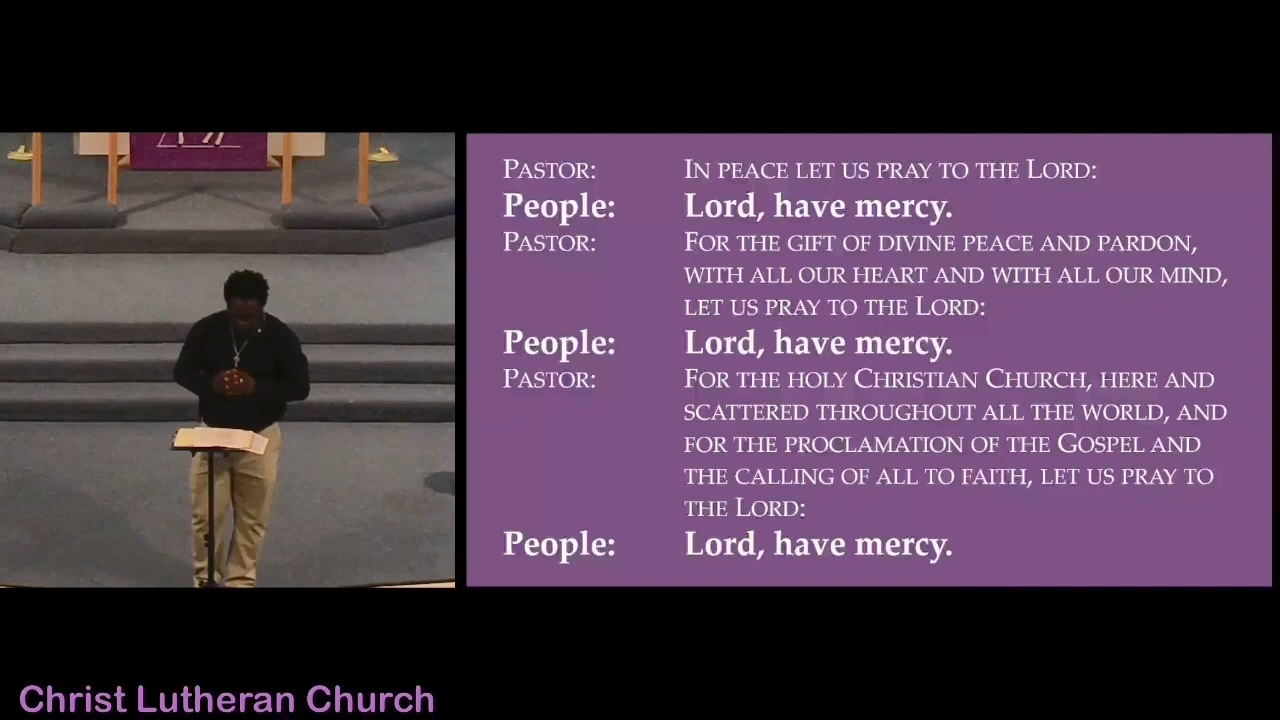 PASTOR: IN PEACE LET US PRAY TO THE LORD:
People: Lord, have mercy.
PASTOR: FOR THE GIFT OF DIVINE PEACE AND PARDON,
WITH ALL OUR HEART AND WITH ALL OUR MIND,
LET US PRAY TO THE LORD:
People: Lord, have mercy.
PASTOR: FOR THE HOLY CHRISTIAN CHURCH, HERE AND
SCATTERED THROUGHOUT ALL THE WORLD, AND
FOR THE PROCLAMATION OF THE GOSPEL AND
THE CALLING OF ALL TO FAITH, LET US PRAY TO
THE LORD:
People: Lord, have mercy.
Christ Lutheran Church